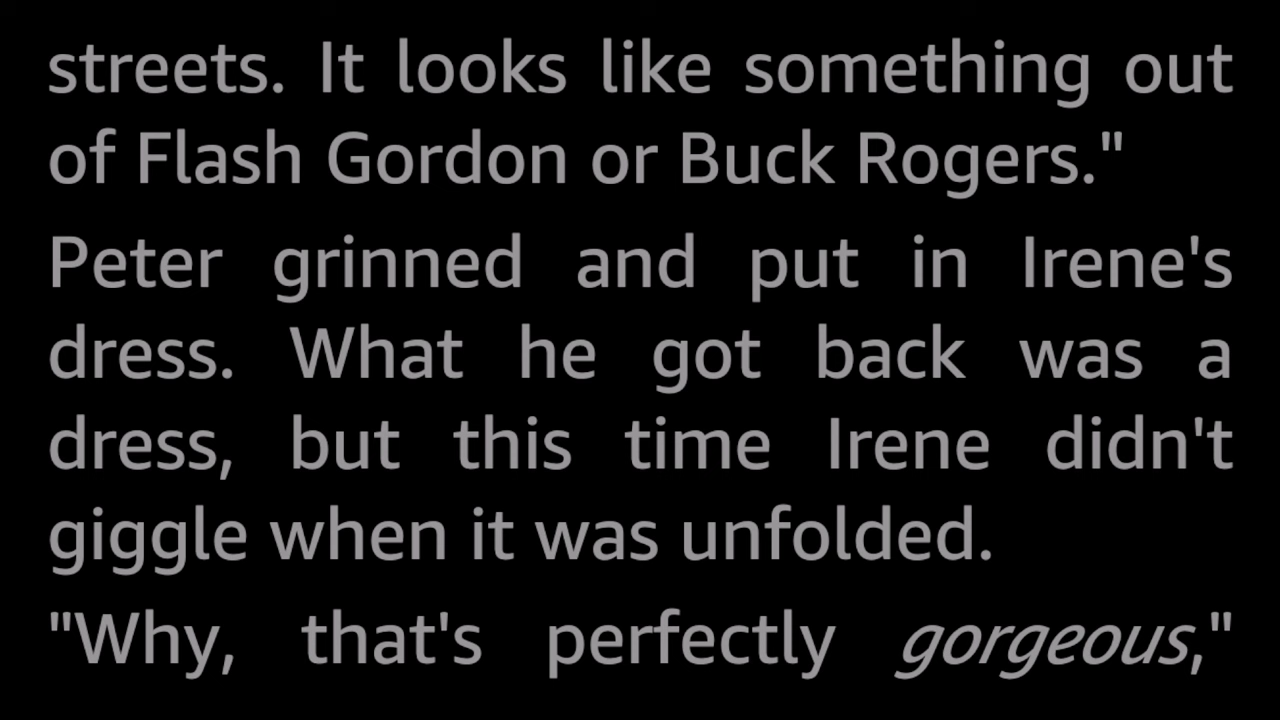 streets. It looks like something out
of Flash Gordon or Buck Rogers."
Peter grinned and put in Irene's
dress. What he got back was a
dress, but this time Irene didn't
giggle when it was unfolded.
"Why, that's perfectly gorgeous,"